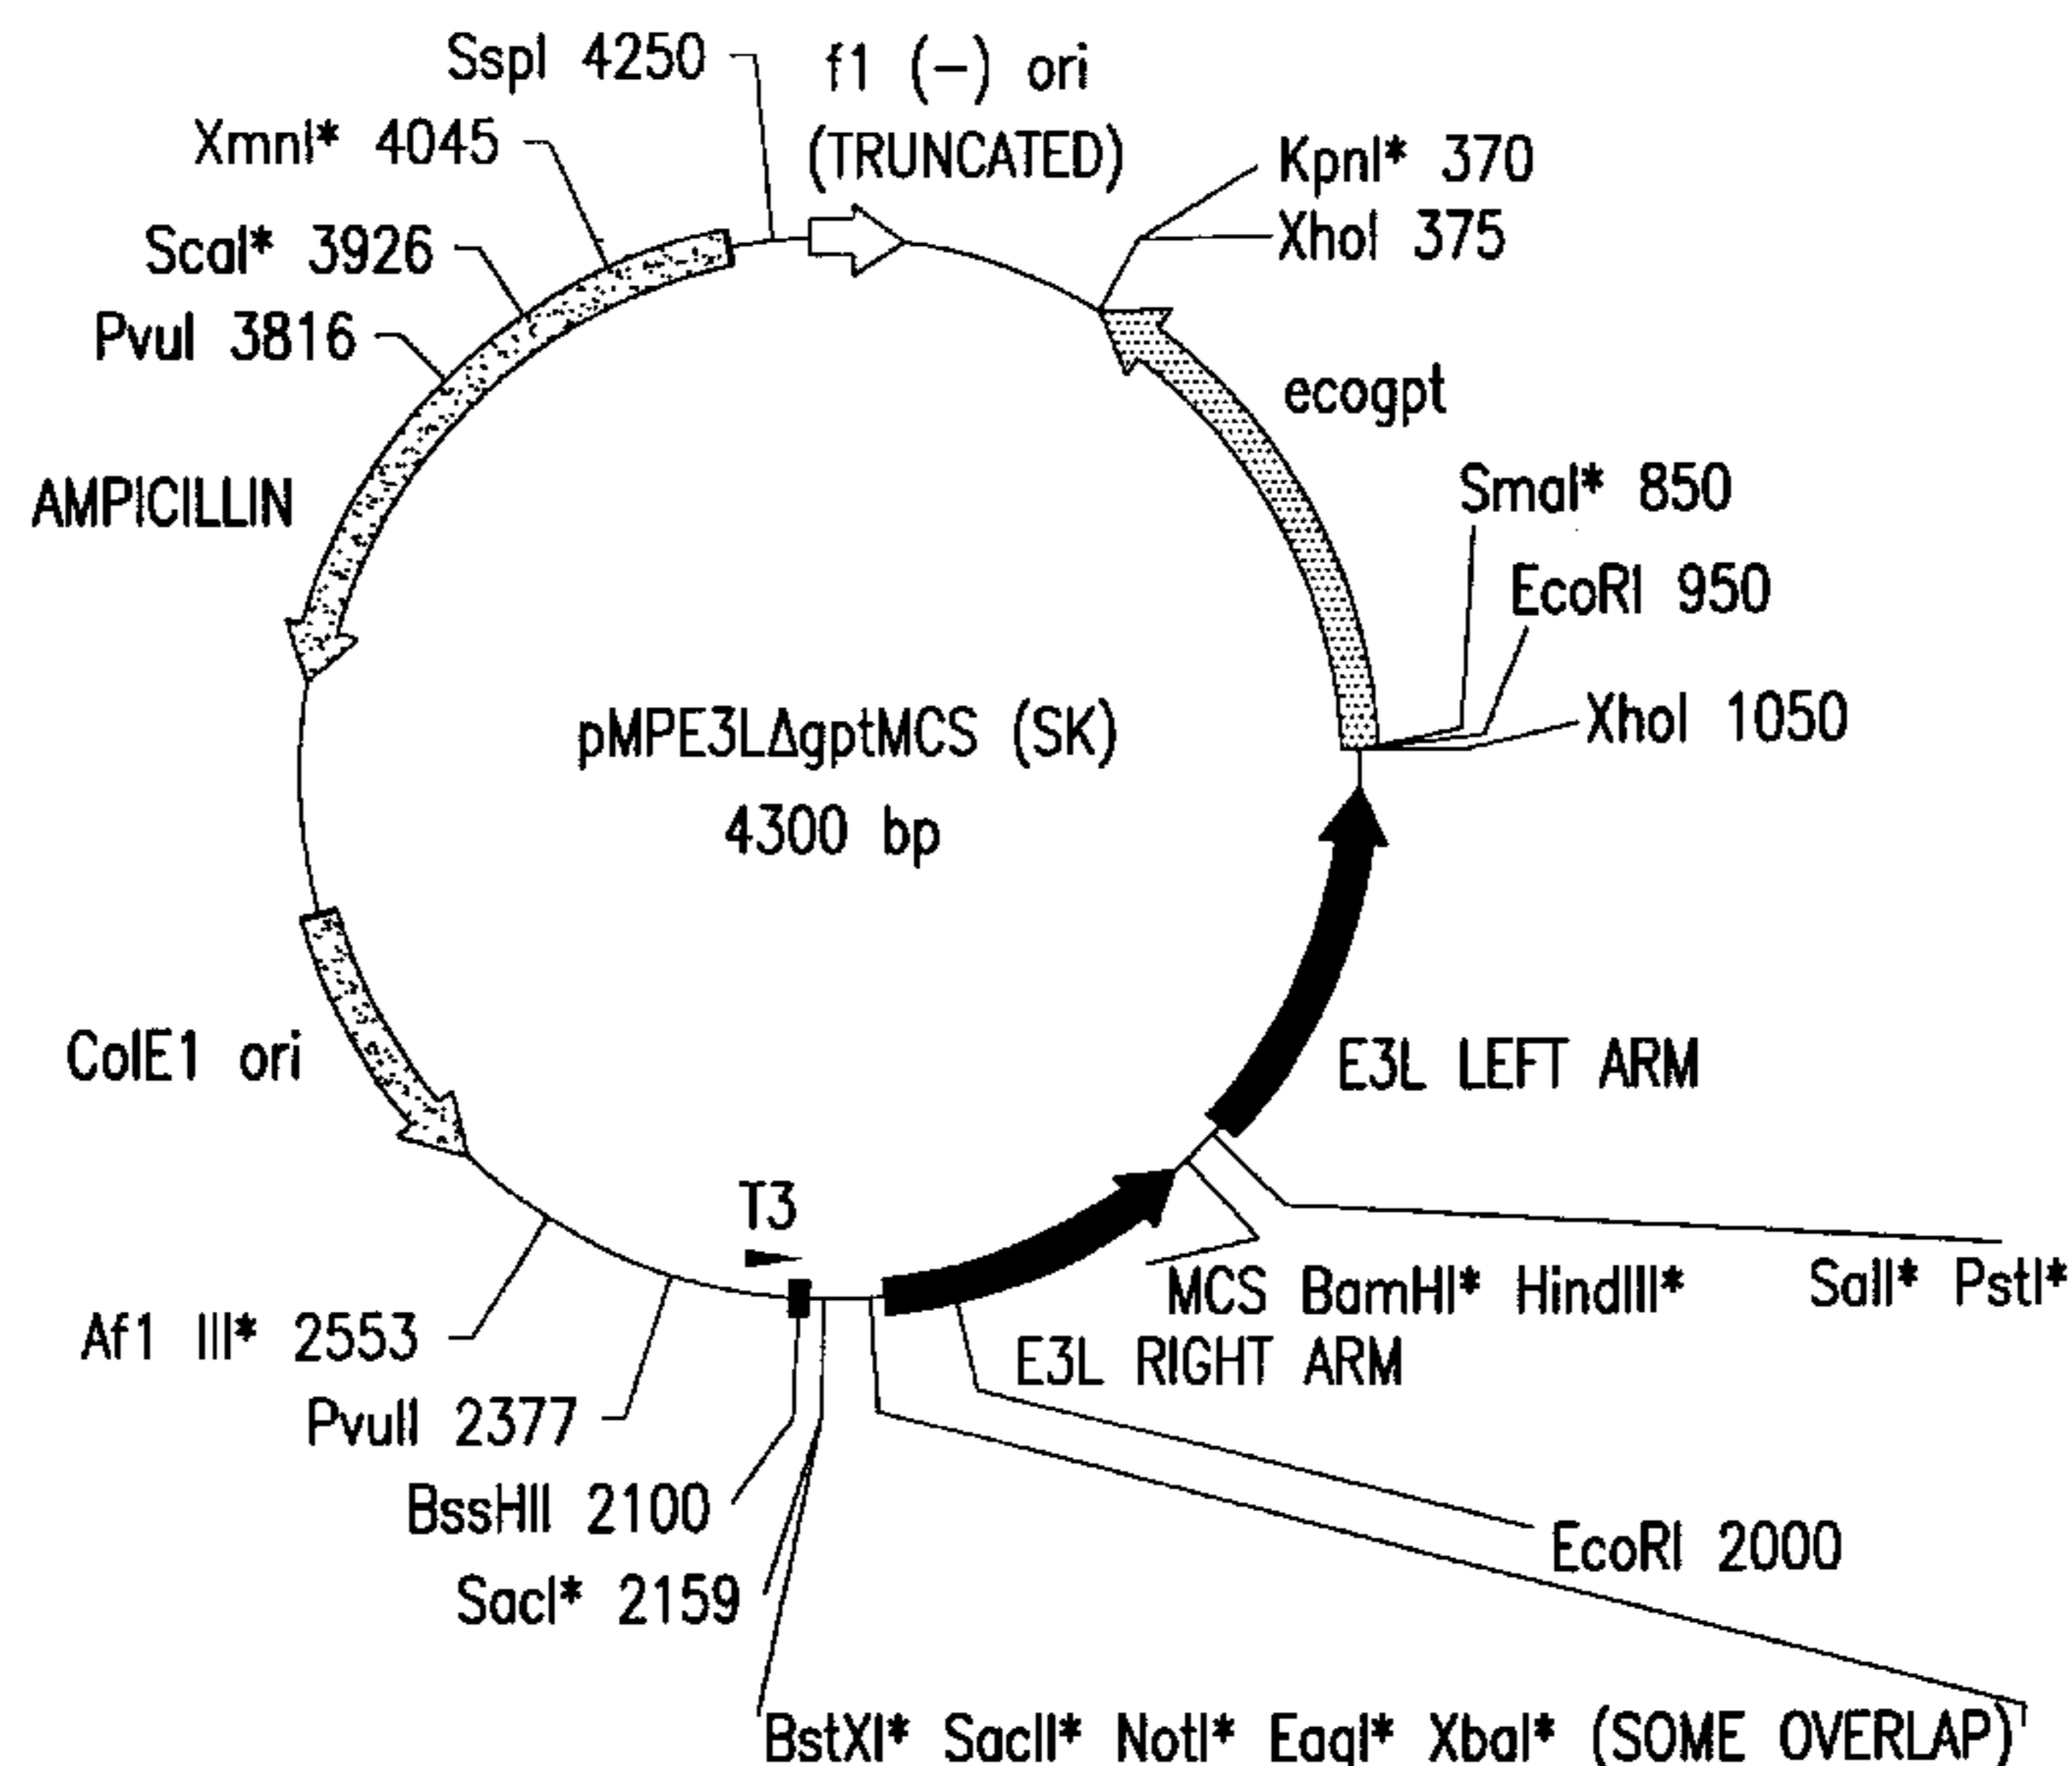 SspI 4250
f1 (-) ori
(TRUNCATED)
XmnI* 4045
KpnI* 370
XhoI 375
ScaI* 3926
PvuI 3816
ecogpt
AMPICILLIN
SmaI* 850
EcoRI 950
XhoI 1050
pMPE3LΔgptMCS (SK)
4300 bp
ColE1 ori
E3L LEFT ARM
T3
MCS BamHI* HindIII*
SalI* PstI*
Af1 III* 2553
E3L RIGHT ARM
PvuII 2377
BssHII 2100
EcoRI 2000
SacI* 2159
BstXI* SacII* NotI* EagI* XbaI* (SOME OVERLAP)